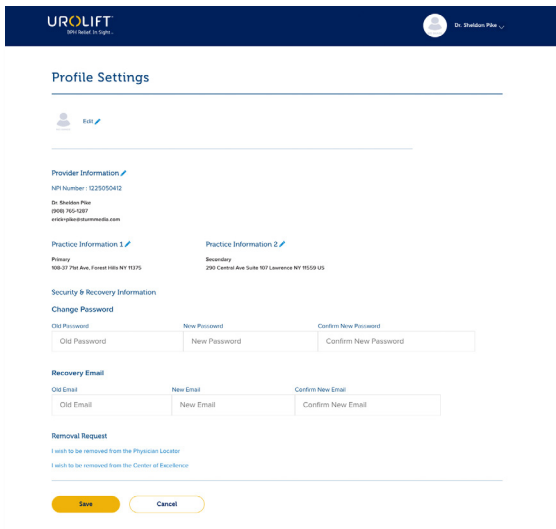 UROLIFT
BPH Relief. In Sight.
Dr. Sheldon Pike
Profile Settings
Edit
Provider Information
NPI Number : 1225050412
Dr. Sheldon Pike
(908) 765-1287
erick+pike@sturmmedia.com
Practice Information 1 Practice Information 2
Primary Secondary
108-37 71st Ave, Forest Hills NY 11375 290 Central Ave Suite 107 Lawrence NY 11559 US
Security & Recovery Information
Change Password
Old Password New Password Confirm New Password
Old Password New Password Confirm New Password
Recovery Email
Old Email New Email Confirm New Email
Old Email New Email Confirm New Email
Removal Request
I wish to be removed from the Physician Locator
I wish to be removed from the Center of Excellence
Save Cancel